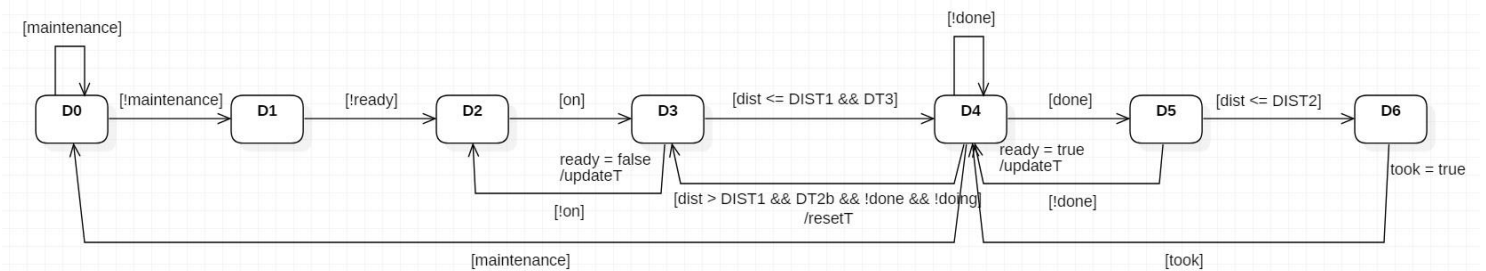 [!done]
[maintenance]
[!maintenance]
[!ready]
[on]
[dist <= DIST1 && DT3]
[done]
[dist <= DIST2]
D0
D1
D2
D3
D4
D5
D6
ready = false
/updateT
ready = true
/updateT
took = true
[dist > DIST1 && DT2b && !done && !doing]
/resetT
[!on]
[!done]
[maintenance]
[took]